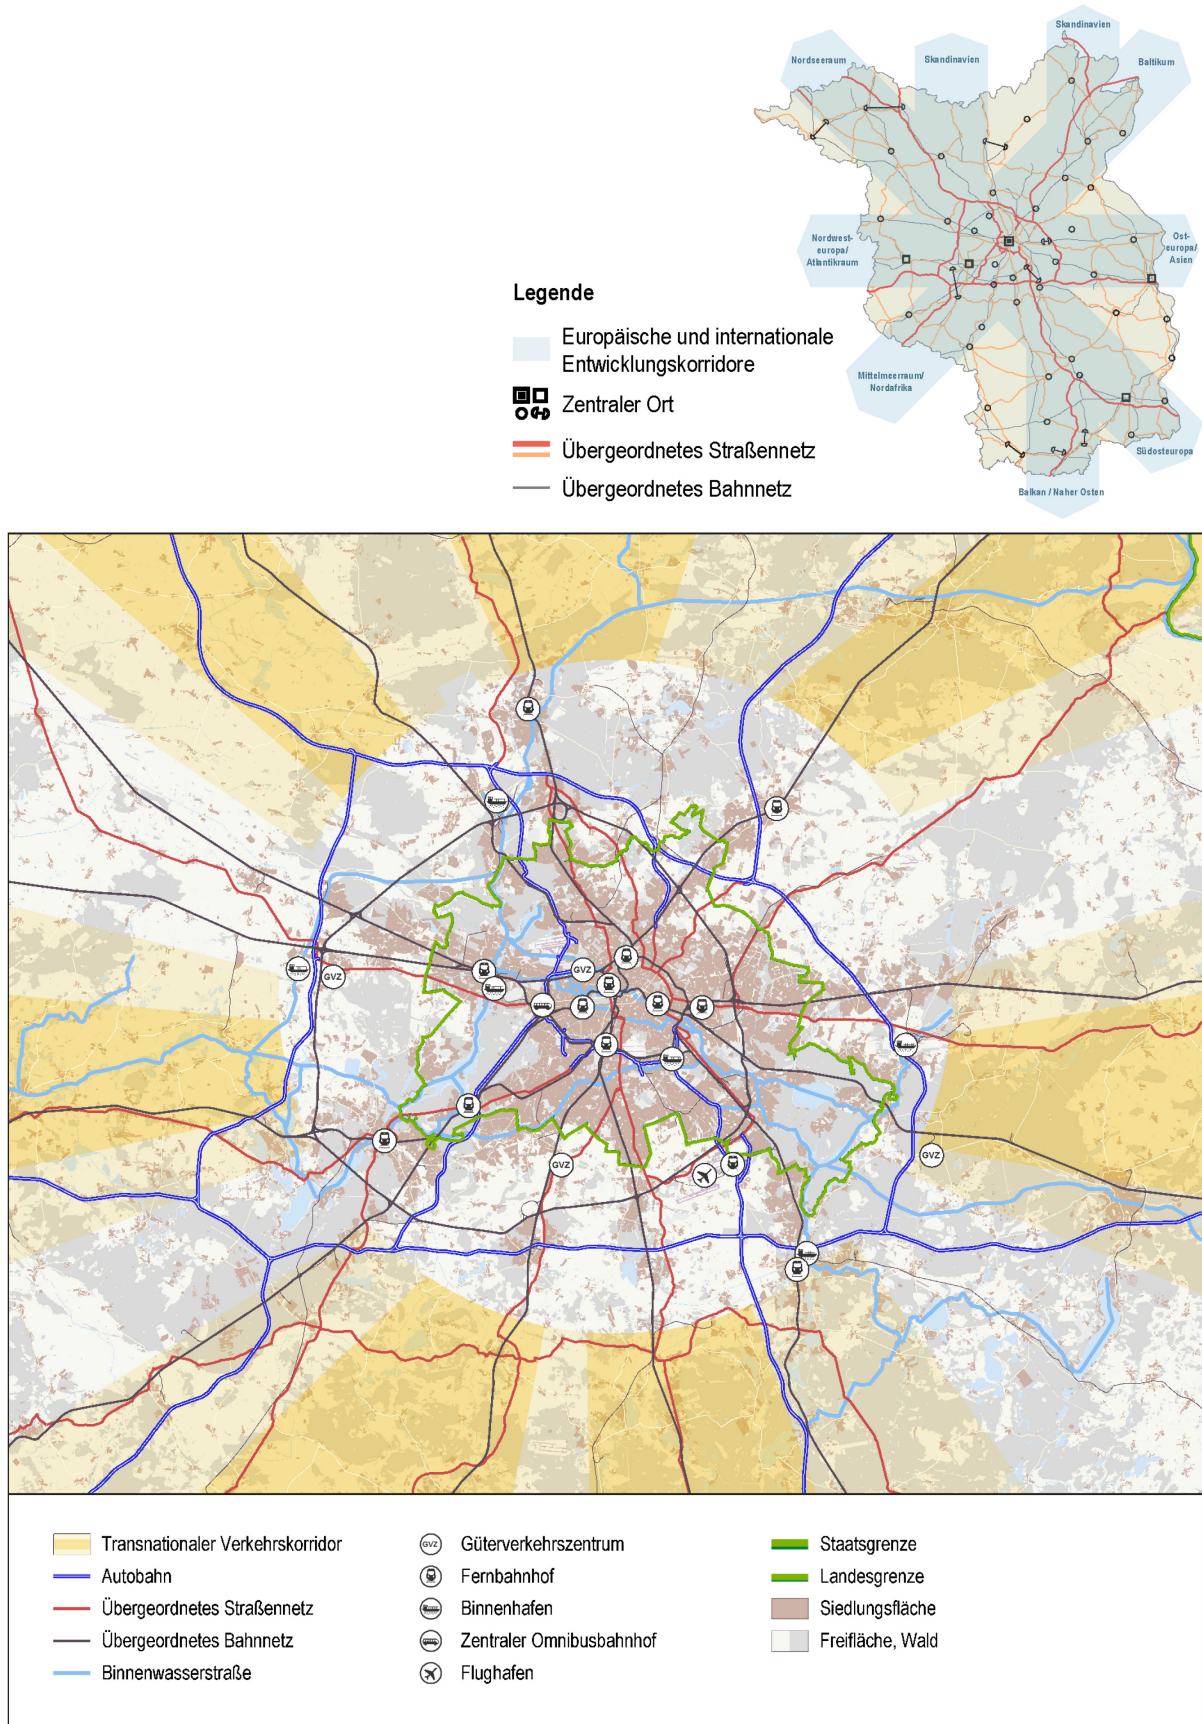 Skandinavien
Nordseeraum
Skandinavien
Baltikum
Nordwest-
europa/
Atlantikraum
Ost-
europa/
Asien
Mittelmeerraum/
Nordafrika
Südosteuropa
Balkan / Naher Osten
Legende
Europäische und internationale
Entwicklungskorridore
Zentraler Ort
Übergeordnetes Straßennetz
Übergeordnetes Bahnnetz
GVZ
GVZ
GVZ
GVZ
Transnationaler Verkehrskorridor
Autobahn
Übergeordnetes Straßennetz
Übergeordnetes Bahnnetz
Binnenwasserstraße
GVZ Güterverkehrszentrum
Fernbahnhof
Binnenhafen
Zentraler Omnibusbahnhof
Flughafen
Staatsgrenze
Landesgrenze
Siedlungsfläche
Freifläche, Wald